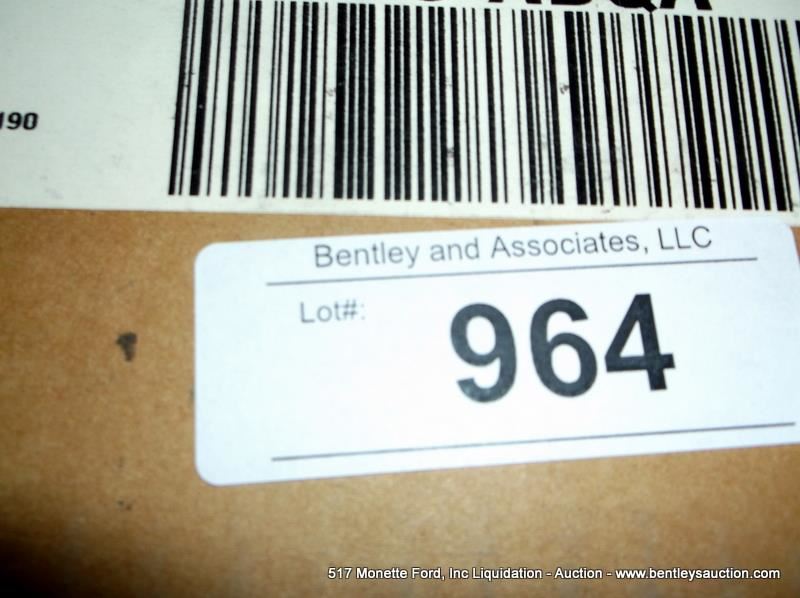 190
Bentley and Associates, LLC
Lot#:
964
517 Monette Ford, Inc Liquidation - Auction - www.bentleysauction.com